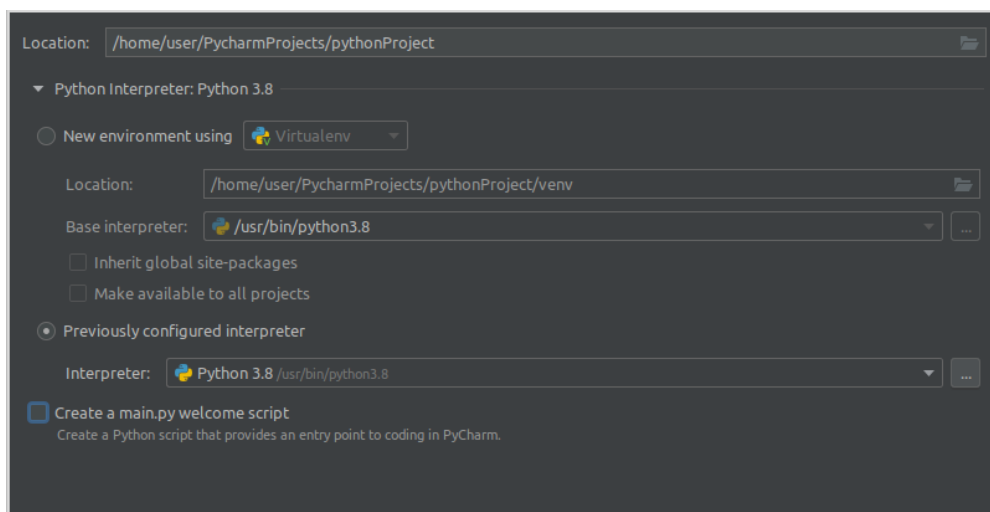 Location: /home/user/PycharmProjects/pythonProject
Python Interpreter: Python 3.8
New environment using Virtualenv
Location: /home/user/PycharmProjects/pythonProject/venv
Base interpreter: /usr/bin/python3.8 ...
Inherit global site-packages
Make available to all projects
Previously configured interpreter
Interpreter: Python 3.8 /usr/bin/python3.8 ...
Create a main.py welcome script
Create a Python script that provides an entry point to coding in PyCharm.